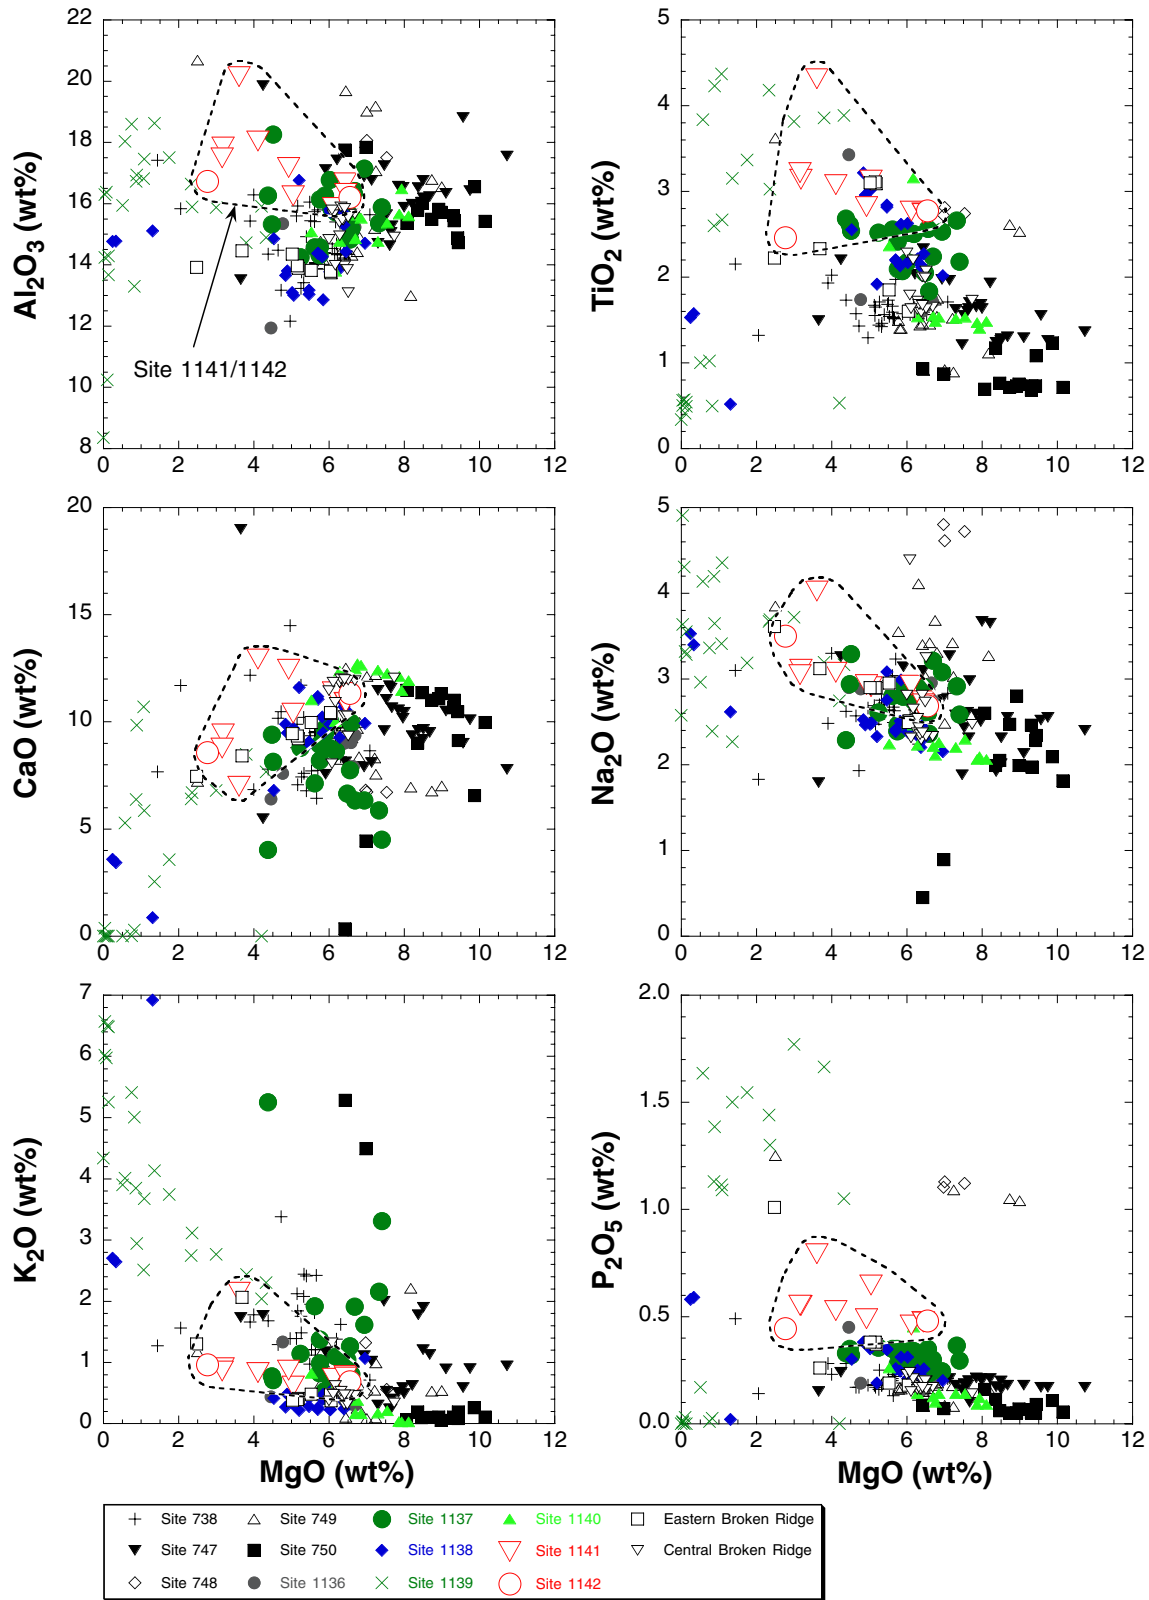 22
20
18
16
14
12
10
8
Al2O3 (wt%)
Site 1141/1142
0 2 4 6 8 10 12
5
4
3
2
1
0
TiO2 (wt%)
0 2 4 6 8 10 12
20
15
10
5
0
CaO (wt%)
0 2 4 6 8 10 12
5
4
3
2
1
0
Na2O (wt%)
0 2 4 6 8 10 12
7
6
5
4
3
2
1
0
K2O (wt%)
0 2 4 6 8 10 12
MgO (wt%)
2.0
1.5
1.0
0.5
0.0
P2O5 (wt%)
0 2 4 6 8 10 12
MgO (wt%)
Site 738 Site 749 Site 1137 Site 1140 Eastern Broken Ridge
Site 747 Site 750 Site 1138 Site 1141 Central Broken Ridge
Site 748 Site 1136 Site 1139 Site 1142